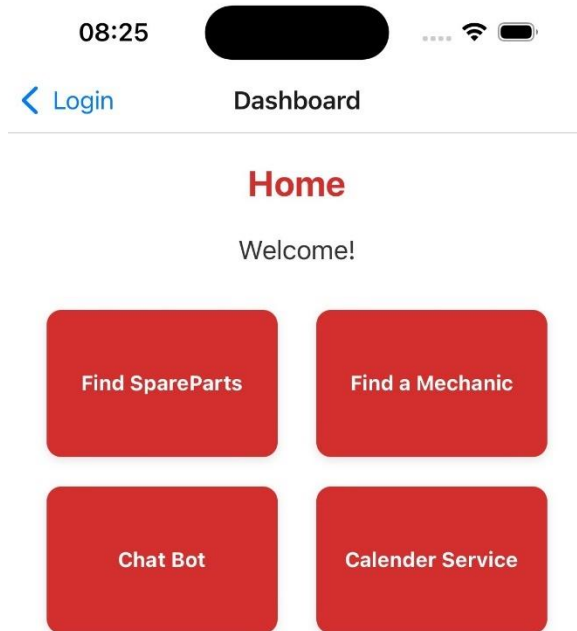 08:25
Login Dashboard
Home
Welcome!
Find SpareParts Find a Mechanic
Chat Bot Calender Service